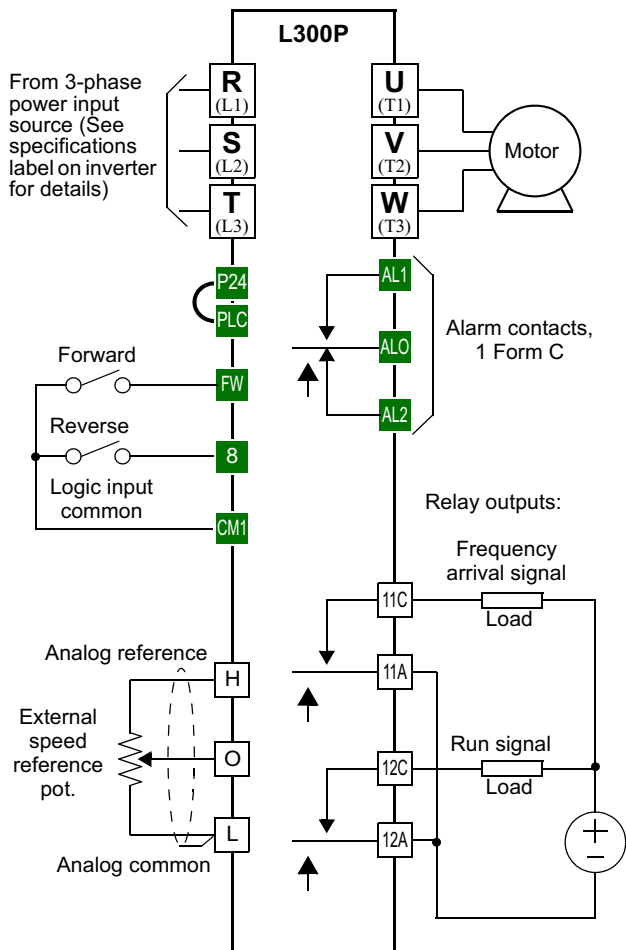 L300P
From 3-phase
power input
source (See
specifications
label on inverter
for details)
R
(L1)
S
(L2)
T
(L3)
U
(T1)
V
(T2)
W
(T3)
Motor
P24
PLC
Forward
FW
Reverse
8
Logic input
common
CM1
AL1
AL0
AL2
Alarm contacts,
1 Form C
Relay outputs:
Frequency
arrival signal
11C
Load
11A
Run signal
12C
Load
12A
+
–
Analog reference
H
External
speed
reference
pot.
O
L
Analog common